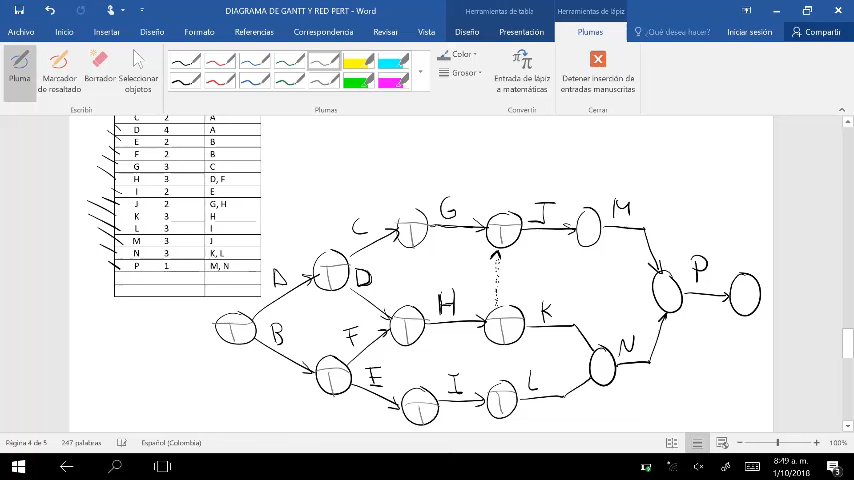 DIAGRAMA DE GANTT Y RED PERT - Word
Herramientas de tabla
Herramientas de lápiz
Archivo Inicio Insertar Diseño Formato Referencias Correspondencia Revisar Vista Diseño Presentación Plumas ¿Qué desea hacer? Iniciar sesión Compartir
Pluma
Marcador de resaltado
Borrador
Seleccionar objetos
Color
Grosor
Entrada de lápiz a matemáticas
Detener inserción de entradas manuscritas
Escribir
Plumas
Convertir
Cerrar
C 2 A
D 4 A
E 2 B
F 2 B
G 3 C
H 3 D, F
I 2 E
J 2 G, H
K 3 H
L 3 I
M 3 J
N 3 K, L
P 1 M, N
C G J M
A D P
B F H K
E I L N
Página 4 de 5 247 palabras Español (Colombia) 100%
8:49 a. m.
1/10/2018
3